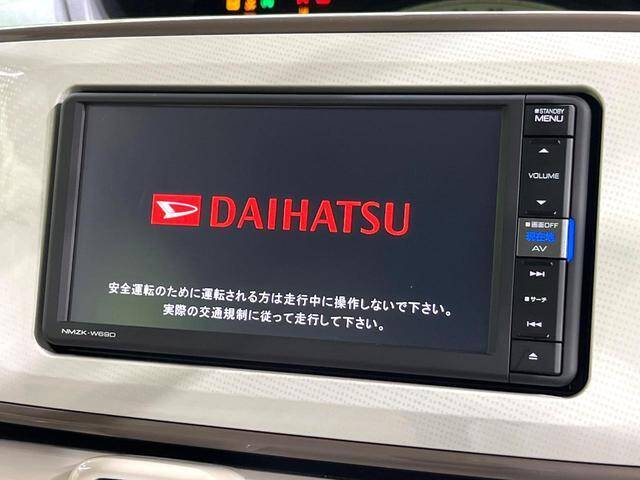 ■STANDBY
MENU
VOLUME
DAIHATSU
■画面OFF
現在地
AV
■サーチ
安全運転のために運転される方は走行中に操作しないで下さい。
実際の交通規制に従って走行して下さい。
NMZK-W69D